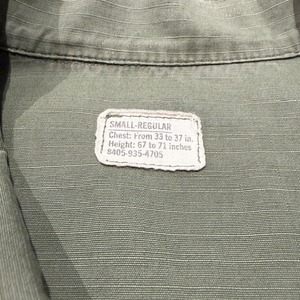 SMALL-REGULAR
Chest: From 33 to 37 in.
Height: 67 to 71 inches
8405-935-4705